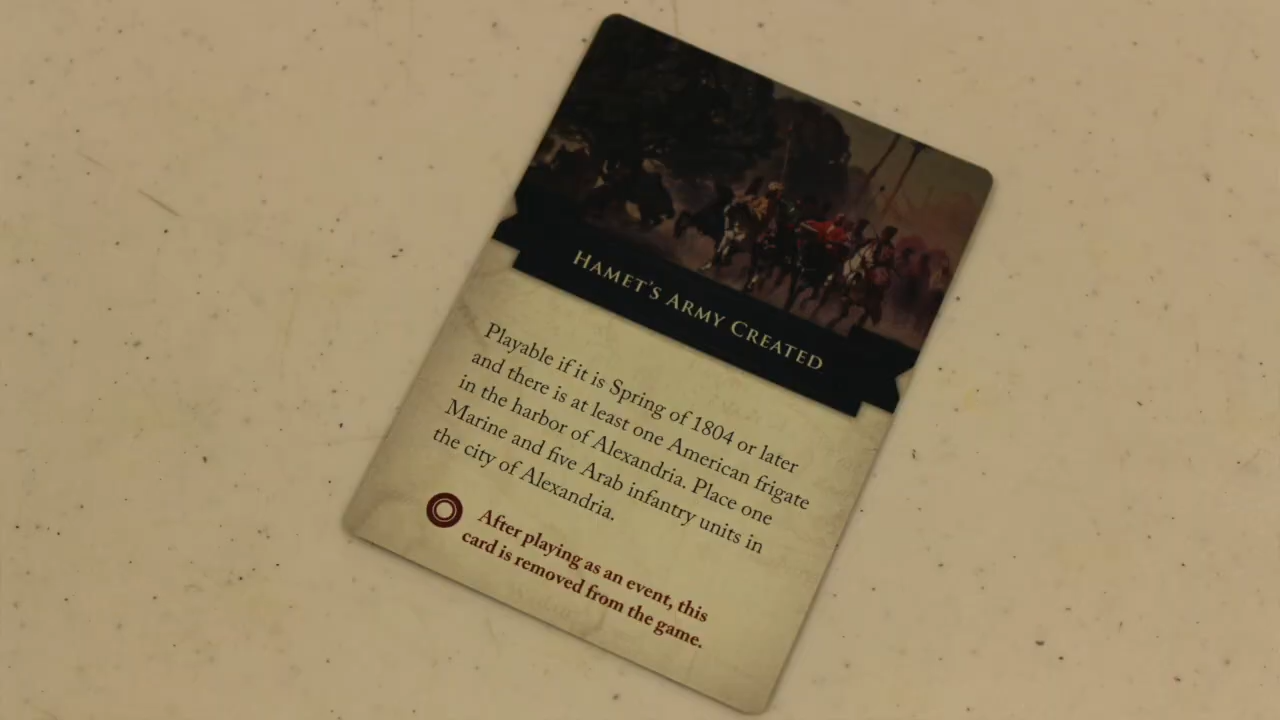 HAMET'S ARMY CREATED
Playable if it is Spring of 1804 or later
and there is at least one American frigate
in the harbor of Alexandria. Place one
Marine and five Arab infantry units in
the city of Alexandria.
After playing as an event, this
card is removed from the game.